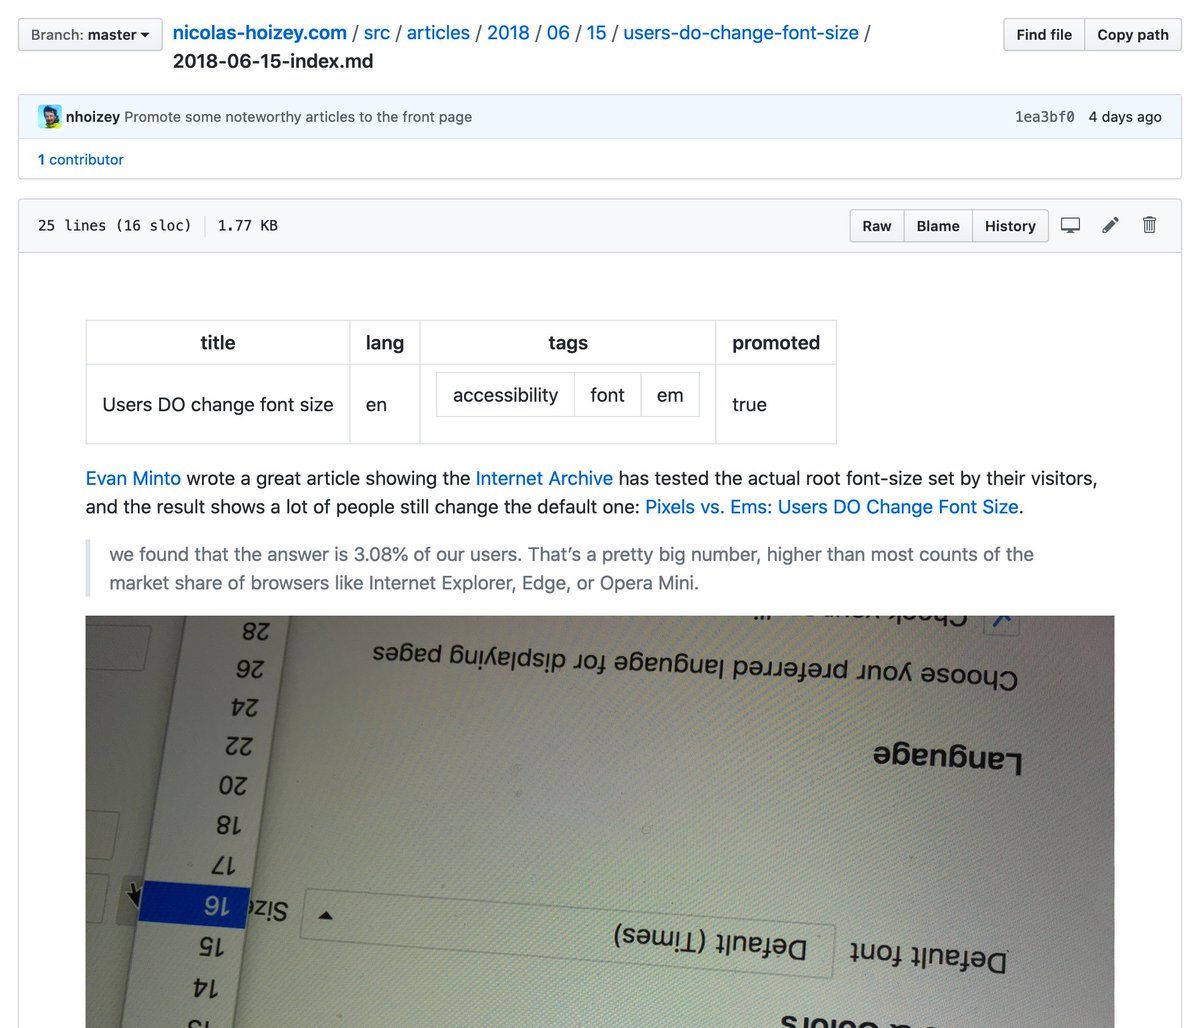 Branch: master
nicolas-hoizey.com / src / articles / 2018 / 06 / 15 / users-do-change-font-size /
2018-06-15-index.md
Find file
Copy path
nhoizey Promote some noteworthy articles to the front page
1ea3bf0 4 days ago
1 contributor
25 lines (16 sloc)
1.77 KB
Raw
Blame
History
title lang tags promoted
Users DO change font size en accessibility font em true
Evan Minto wrote a great article showing the Internet Archive has tested the actual root font-size set by their visitors,
and the result shows a lot of people still change the default one: Pixels vs. Ems: Users DO Change Font Size.
we found that the answer is 3.08% of our users. That's a pretty big number, higher than most counts of the
market share of browsers like Internet Explorer, Edge, or Opera Mini.
Colors
Default font
Default (Times)
Size
14
15
16
17
18
20
22
24
26
28
Language
Choose your preferred language for displaying pages